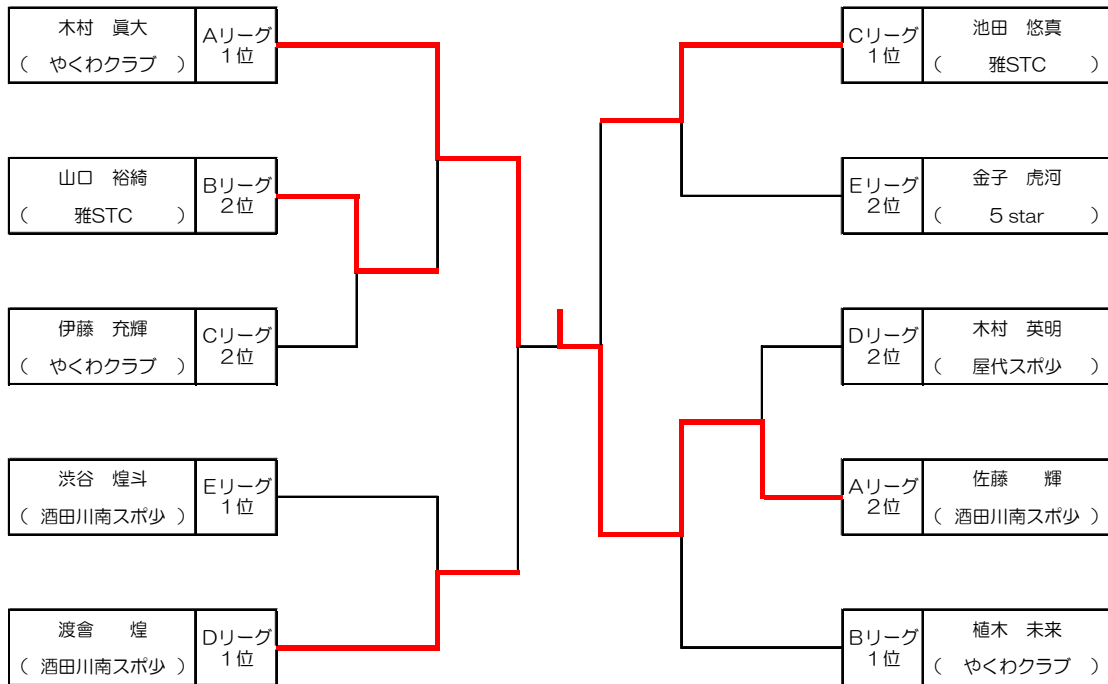 木村　眞大
（　やくわクラブ　）
Aリーグ
1位
山口　裕綺
（　雅STC　）
Bリーグ
2位
伊藤　充輝
（　やくわクラブ　）
Cリーグ
2位
渋谷　煌斗
（ 酒田川南スポ少 ）
Eリーグ
1位
渡會　煌
（ 酒田川南スポ少 ）
Dリーグ
1位
Cリーグ
1位
池田　悠真
（　雅STC　）
Eリーグ
2位
金子　虎河
（　5 star　）
Dリーグ
2位
木村　英明
（　屋代スポ少　）
Aリーグ
2位
佐藤　輝
（ 酒田川南スポ少 ）
Bリーグ
1位
植木　未来
（　やくわクラブ　）